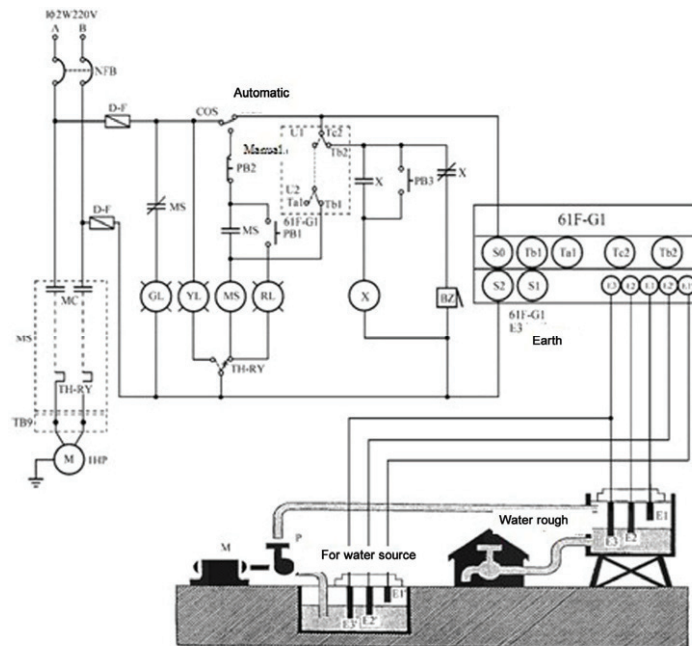 1ϕ2W220V
A B
NFB
D-F
COS
Automatic
Manual
PB2
U1
Tc2
Tb2
U2
Ta1
Tb1
61F-G1
PB1
MS
MS
X
PB3
X
D-F
GL
YL
MS
RL
X
BZ
TH-RY
MC
MS
TH-RY
TB9
M
1HP
61F-G1
S0
Tb1
Ta1
Tc2
Tb2
S2
S1
E3
E2
E1
E2'
E1'
61F-G1
E3
Earth
Water rough
For water source
P
M
E1
E2
E3
E1'
E2'
E3'